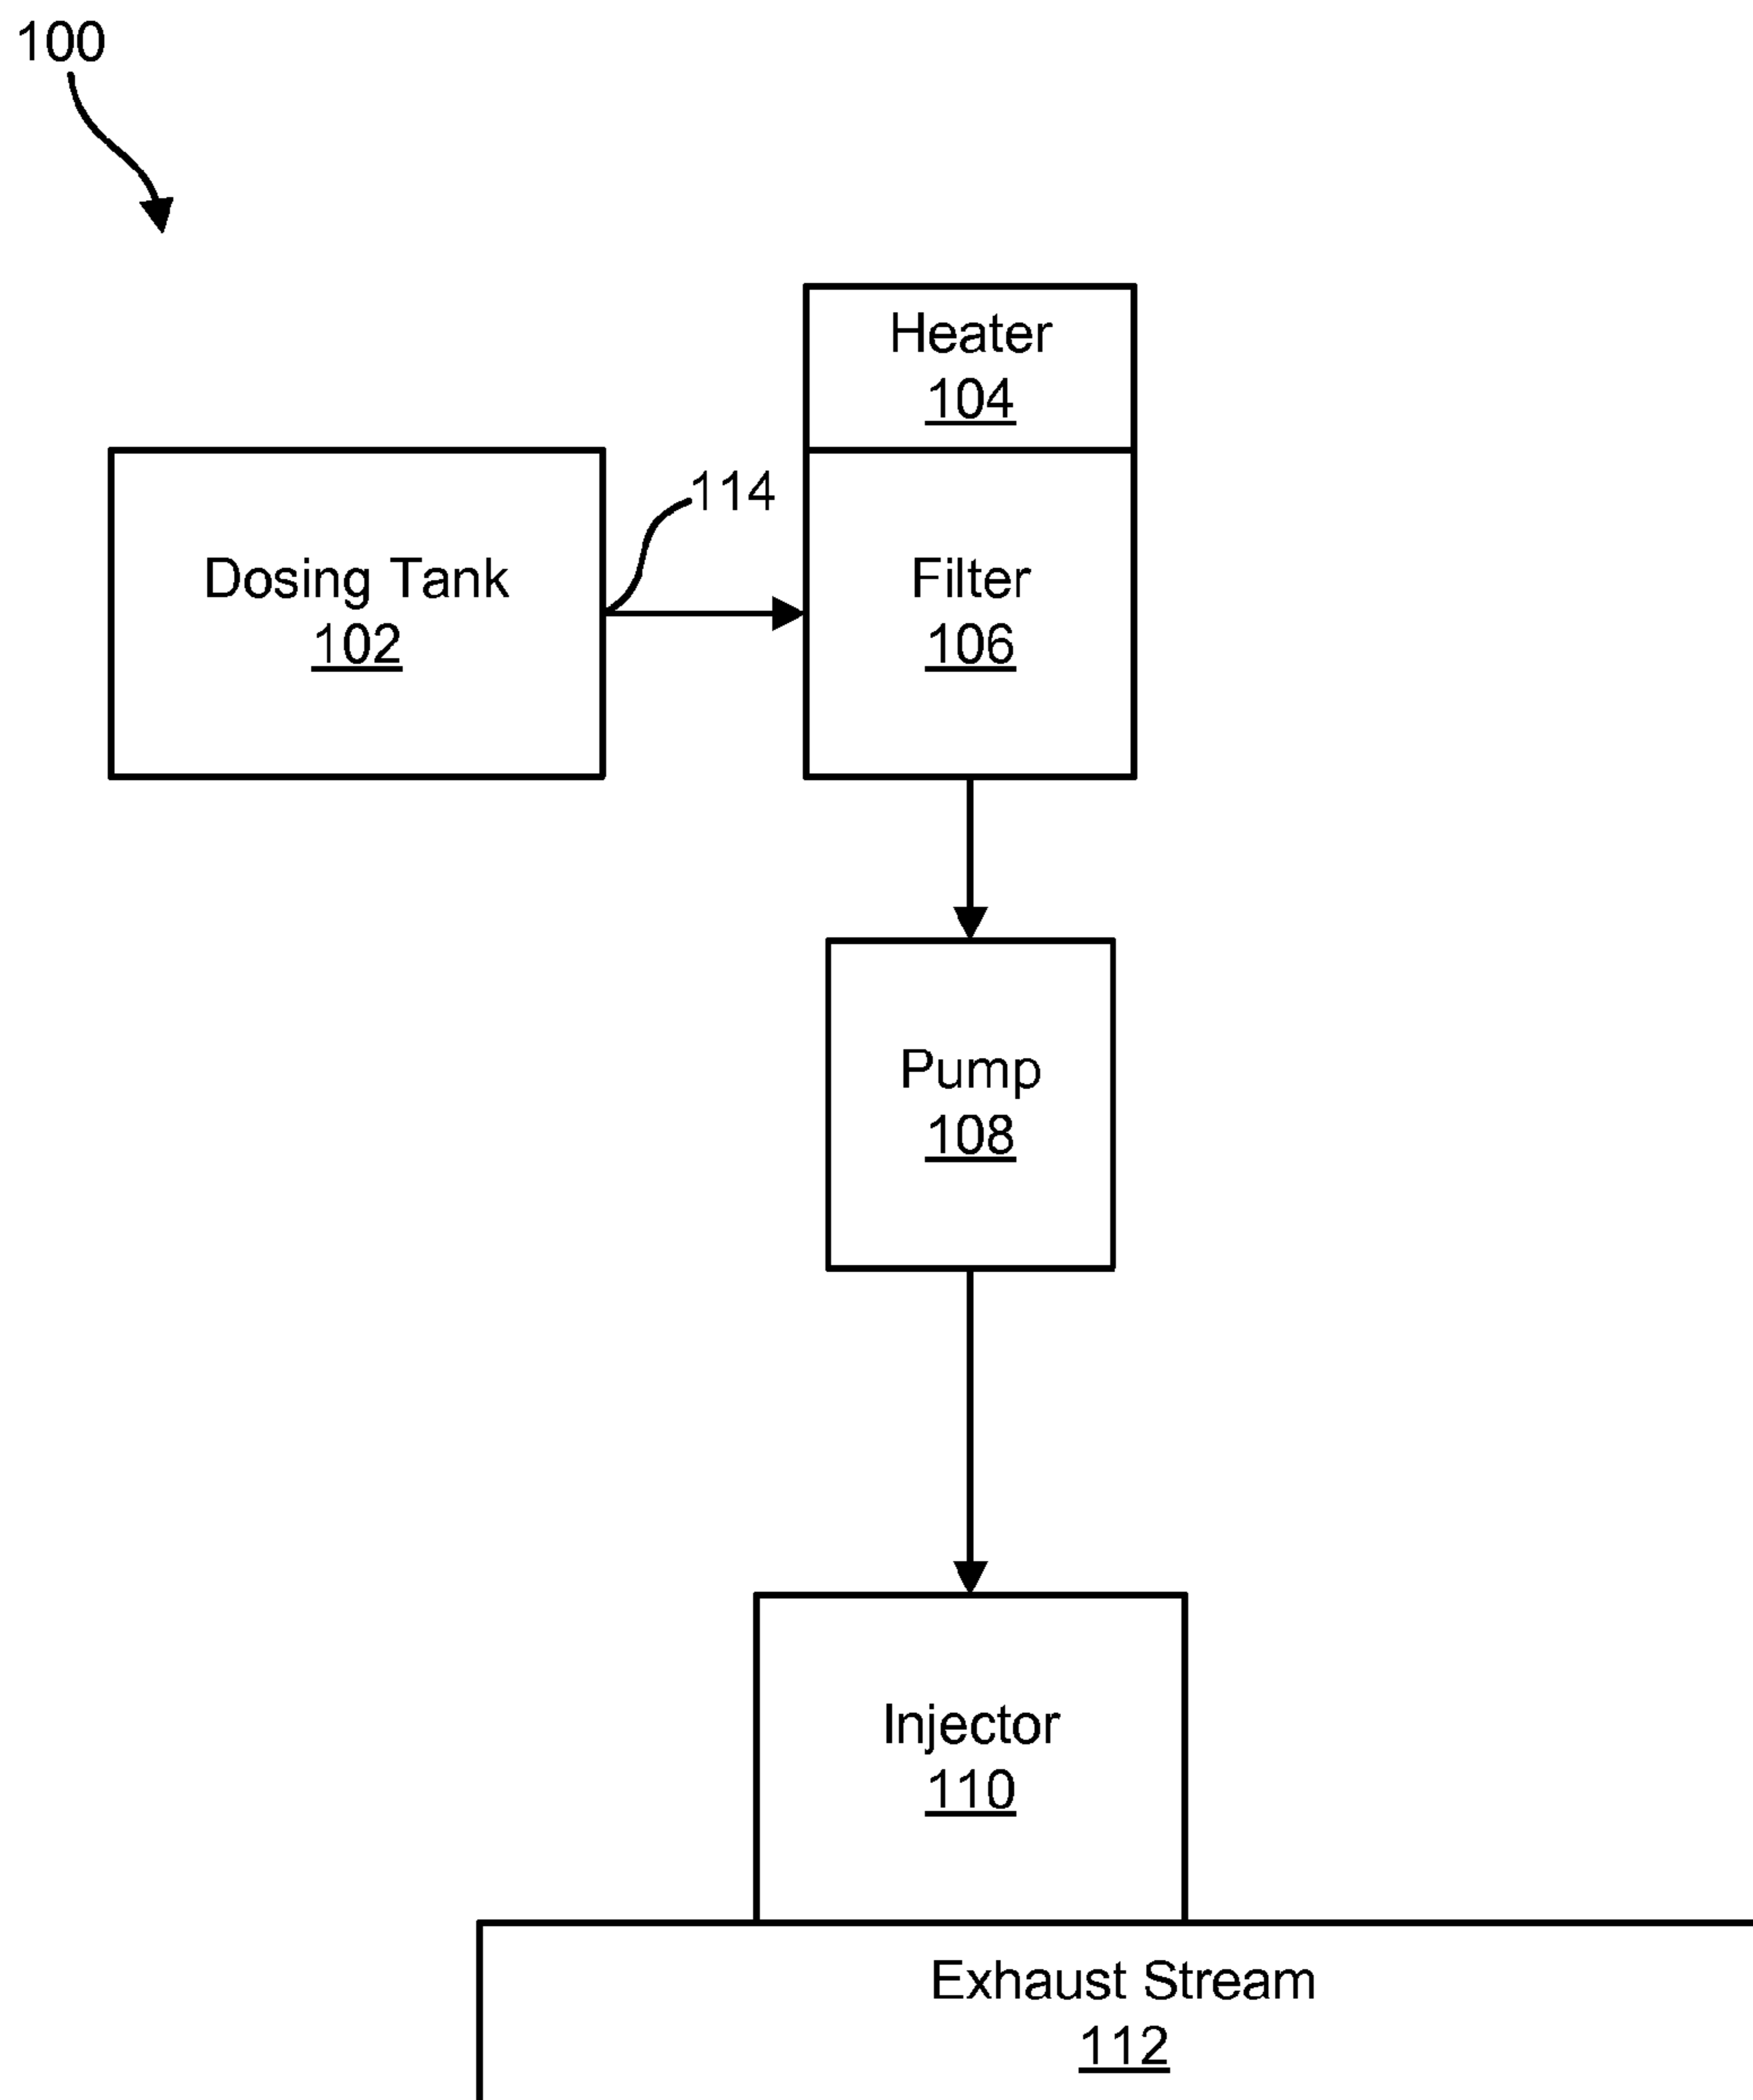 100
Heater
104
114
Dosing Tank
102
Filter
106
Pump
108
Injector
110
Exhaust Stream
112